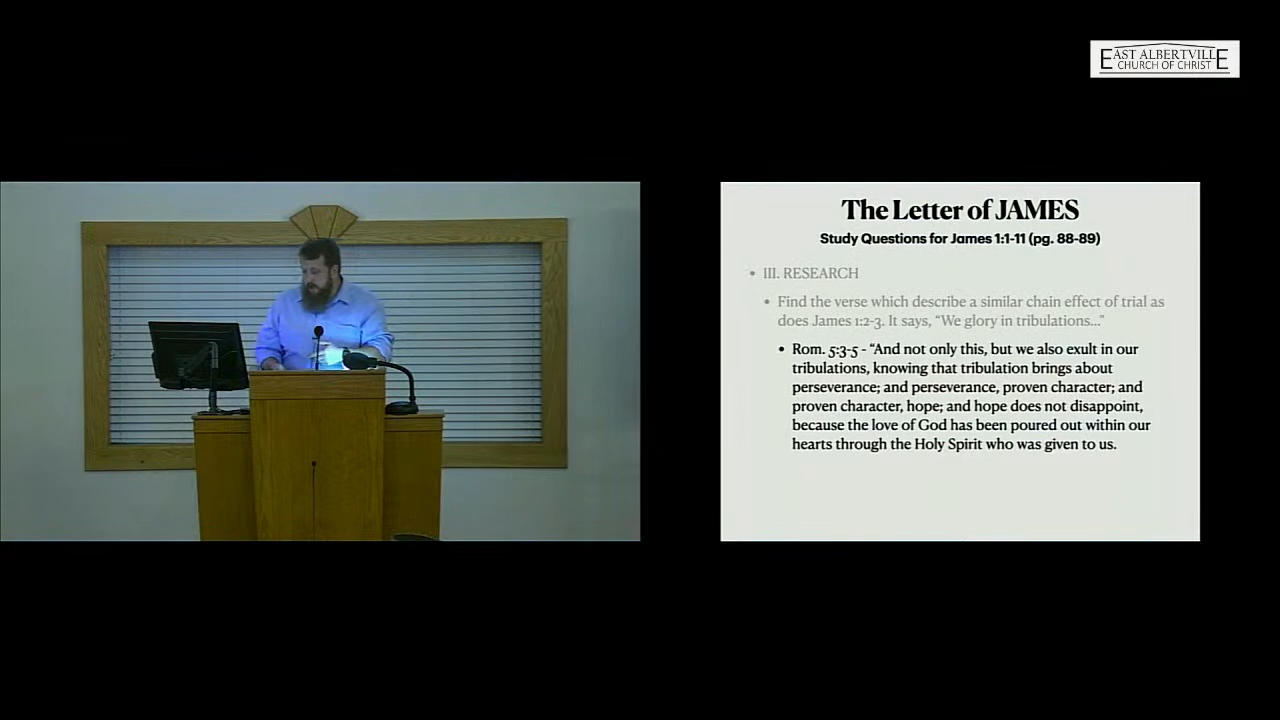 EAST ALBERTVILLE
CHURCH OF CHRIST
The Letter of JAMES
Study Questions for James 1:1-11 (pg. 88-89)
• III. RESEARCH
• Find the verse which describe a similar chain effect of trial as
does James 1:2-3. It says, “We glory in tribulations...”
• Rom. 5:3-5 - “And not only this, but we also exult in our
tribulations, knowing that tribulation brings about
perseverance; and perseverance, proven character; and
proven character, hope; and hope does not disappoint,
because the love of God has been poured out within our
hearts through the Holy Spirit who was given to us.